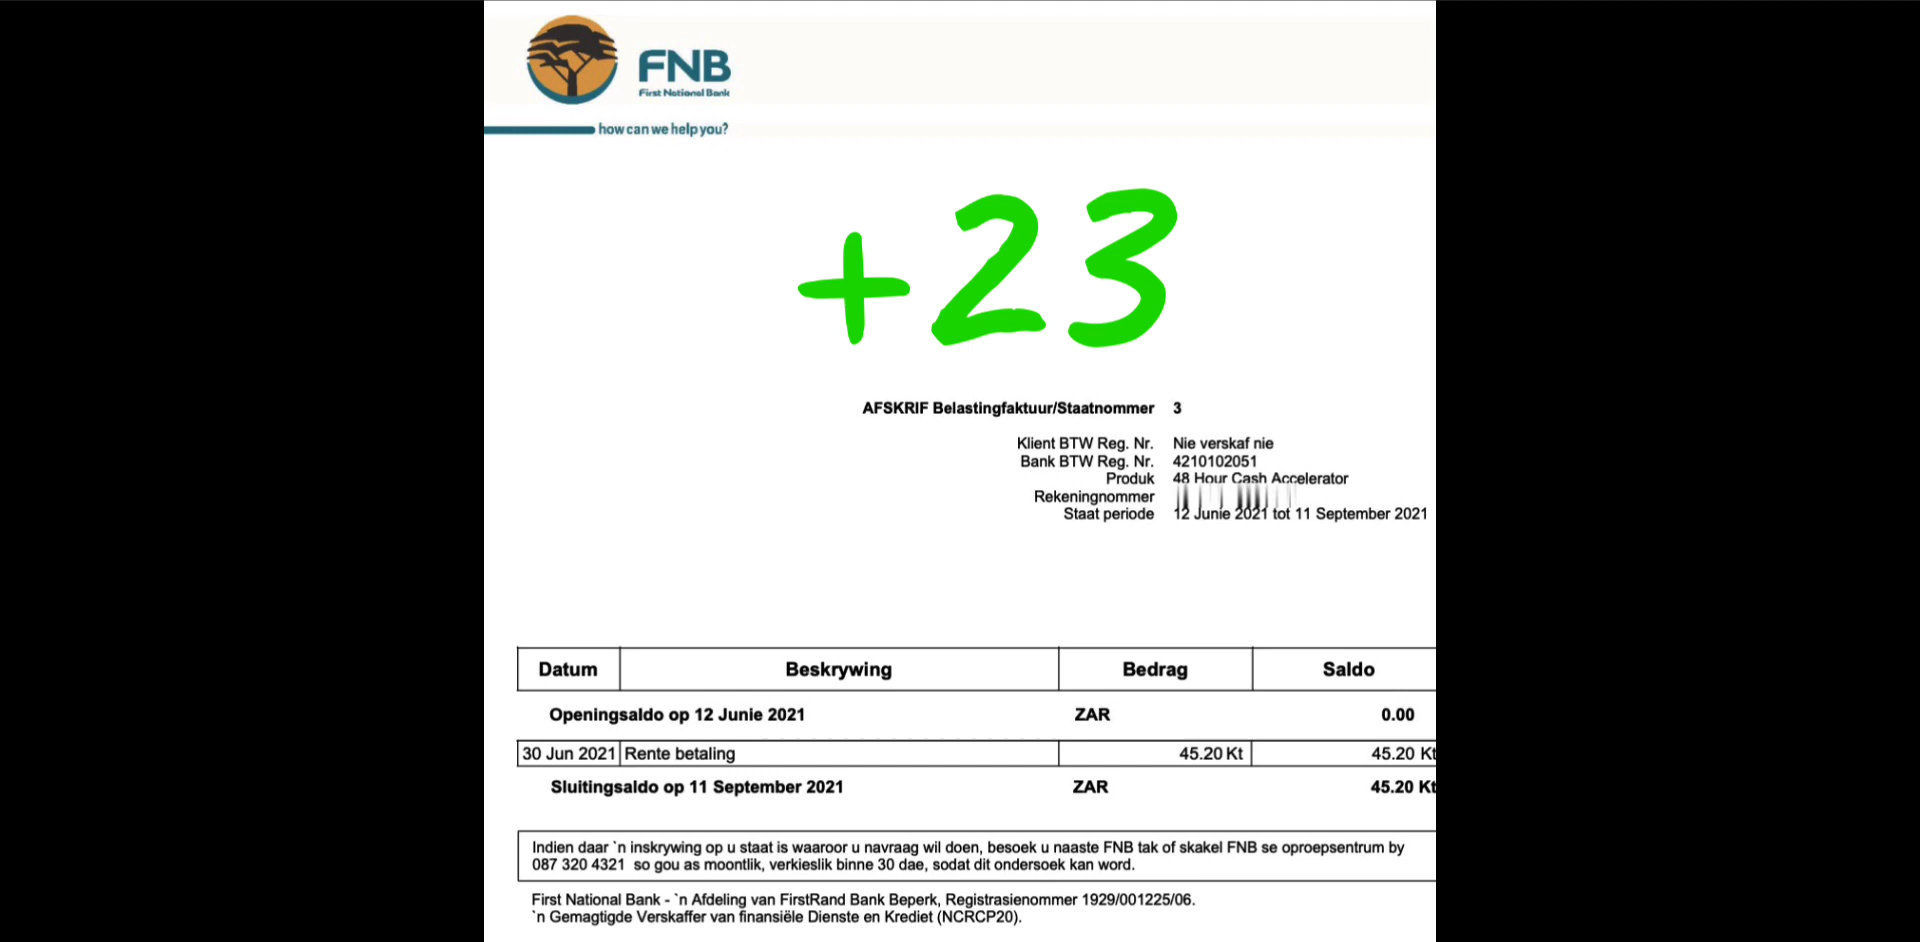 FNB
First National Bank
how can we help you?
+23
AFSKRIF Belastingfaktuur/Staatnommer 3
Klient BTW Reg. Nr. Nie verskaf nie
Bank BTW Reg. Nr. 4210102051
Produk 48 Hour Cash Accelerator
Rekeningnommer
Staat periode 12 Junie 2021 tot 11 September 2021
Datum Beskrywing Bedrag Saldo
Openingsaldo op 12 Junie 2021 ZAR 0.00
30 Jun 2021 Rente betaling 45.20 Kt 45.20 Kt
Sluitingsaldo op 11 September 2021 ZAR 45.20 Kt
Indien daar `n inskrywing op u staat is waaroor u navraag wil doen, besoek u naaste FNB tak of skakel FNB se oproepsentrum by
087 320 4321 so gou as moontlik, verkieslik binne 30 dae, sodat dit ondersoek kan word.
First National Bank - `n Afdeling van FirstRand Bank Beperk, Registrasienommer 1929/001225/06.
`n Gemagtigde Verskaffer van finansiële Dienste en Krediet (NCRCP20).